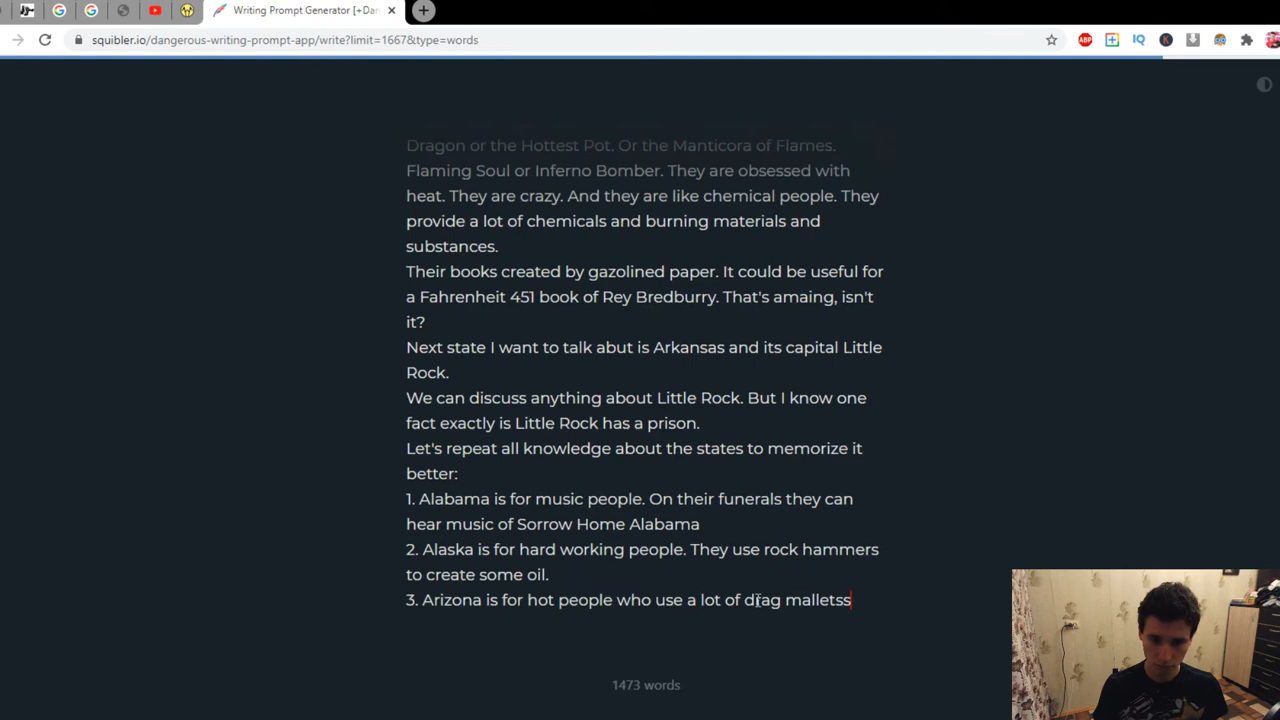 Writing Prompt Generator [+Dan
squibler.io/dangerous-writing-prompt-app/write?limit=1667&type=words
ABP
IQ
K
Dragon or the Hottest Pot. Or the Manticora of Flames.
Flaming Soul or Inferno Bomber. They are obsessed with
heat. They are crazy. And they are like chemical people. They
provide a lot of chemicals and burning materials and
substances.
Their books created by gazolined paper. It could be useful for
a Fahrenheit 451 book of Rey Bredburry. That's amaing, isn't
it?
Next state I want to talk abut is Arkansas and its capital Little
Rock.
We can discuss anything about Little Rock. But I know one
fact exactly is Little Rock has a prison.
Let's repeat all knowledge about the states to memorize it
better:
1. Alabama is for music people. On their funerals they can
hear music of Sorrow Home Alabama
2. Alaska is for hard working people. They use rock hammers
to create some oil.
3. Arizona is for hot people who use a lot of drag malletss
1473 words